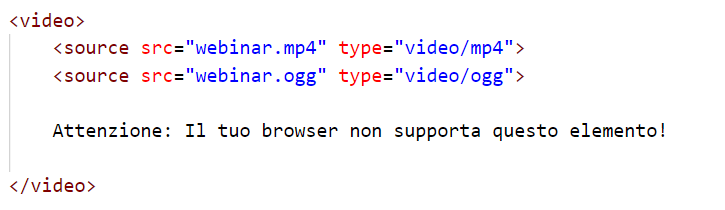 <video>
<source src="webinar.mp4" type="video/mp4">
<source src="webinar.ogg" type="video/ogg">
Attenzione: Il tuo browser non supporta questo elemento!
</video>